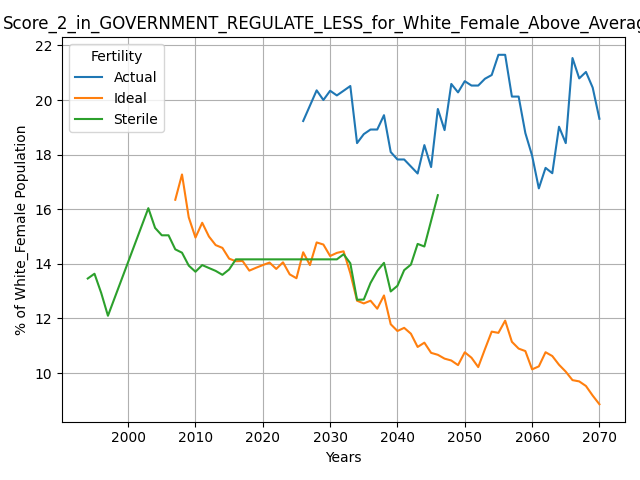 Score_2_in_GOVERNMENT_REGULATE_LESS_for_White_Female_Above_Averag
Fertility
Actual
Ideal
Sterile
% of White_Female Population
22
20
18
16
14
12
10
2000 2010 2020 2030 2040 2050 2060 2070
Years